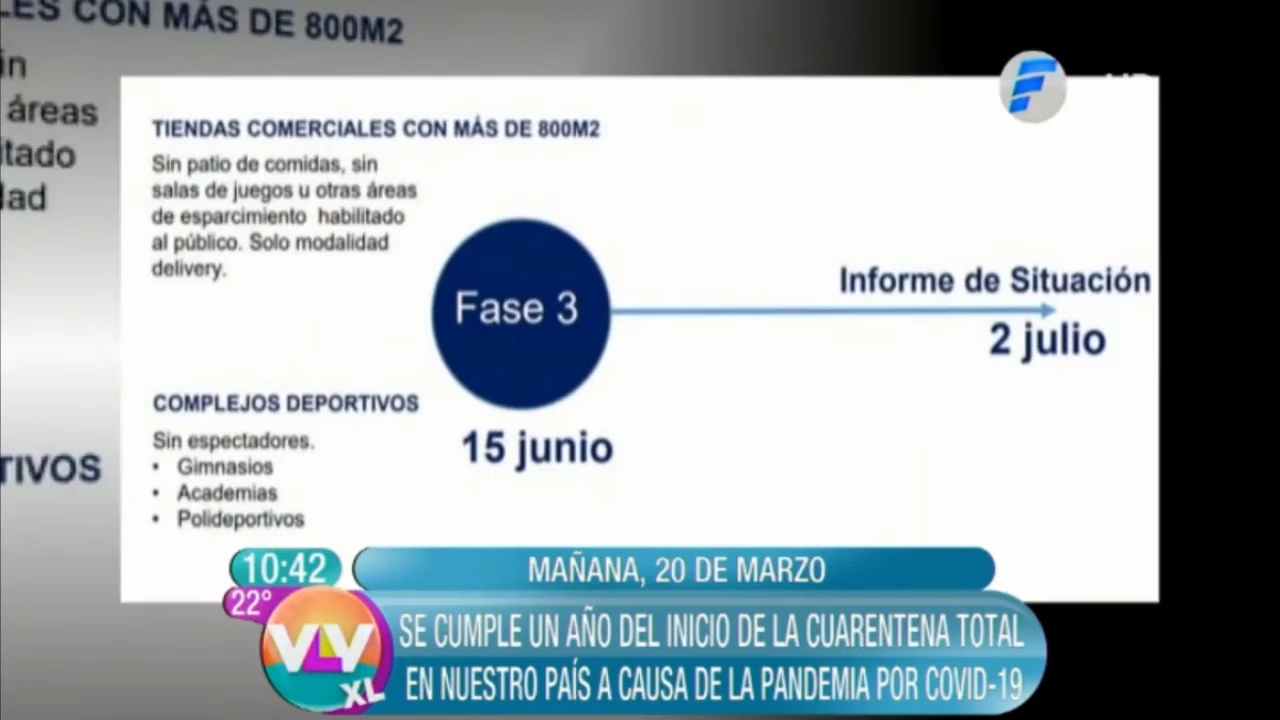 LES CON MÁS DE 800M2
in
áreas
itado
dad
TIVOS
TIENDAS COMERCIALES CON MÁS DE 800M2
Sin patio de comidas, sin
salas de juegos u otras áreas
de esparcimiento habilitado
al público. Solo modalidad
delivery.
Fase 3
15 junio
Informe de Situación
2 julio
COMPLEJOS DEPORTIVOS
Sin espectadores.
• Gimnasios
• Academias
• Polideportivos
10:42
22°
VLV
XL
MAÑANA, 20 DE MARZO
SE CUMPLE UN AÑO DEL INICIO DE LA CUARENTENA TOTAL
EN NUESTRO PAÍS A CAUSA DE LA PANDEMIA POR COVID-19